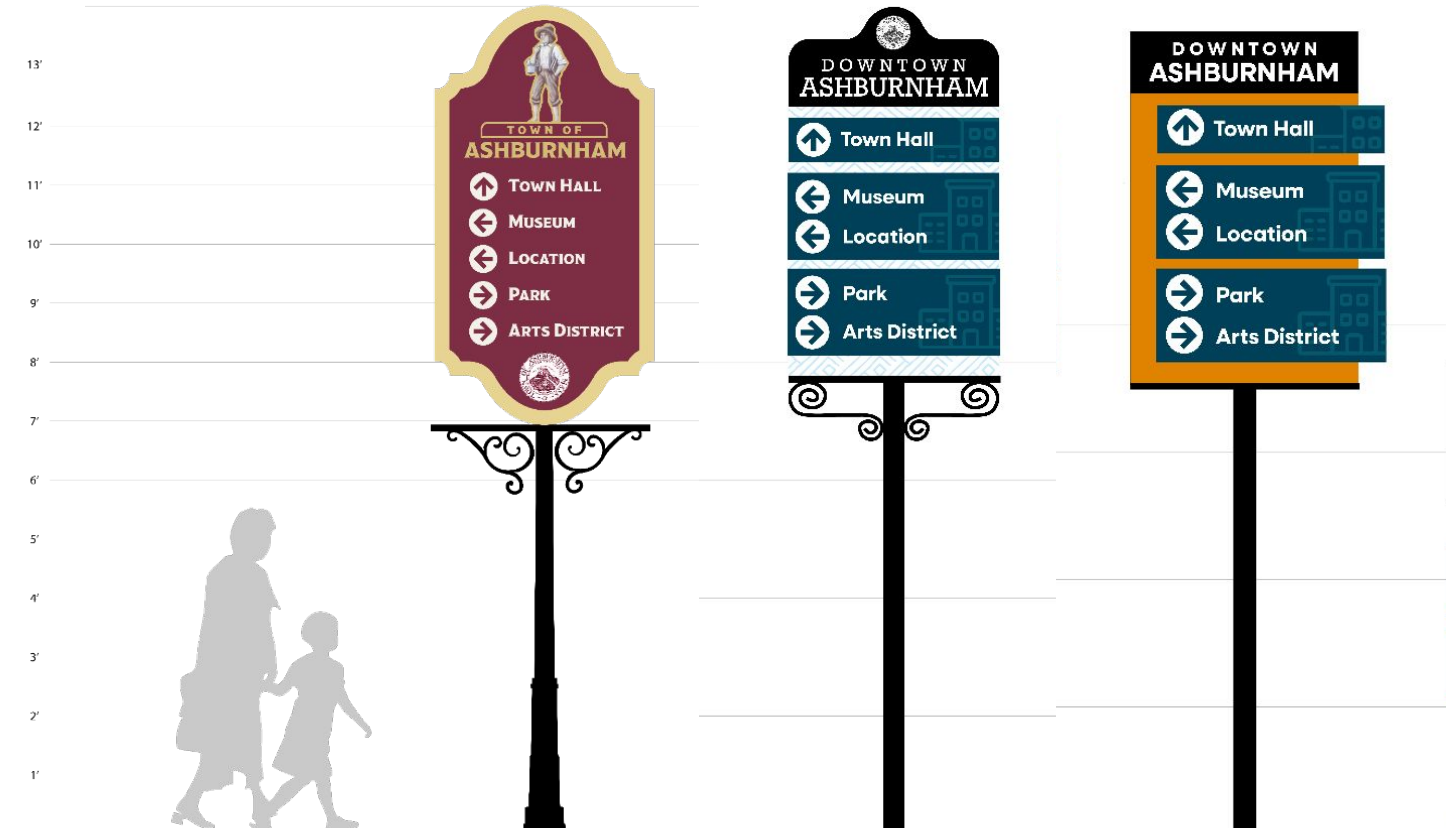 13'
12'
11'
10'
9'
8'
7'
6'
5'
4'
3'
2'
1'
TOWN OF
ASHBURNHAM
TOWN HALL
MUSEUM
LOCATION
PARK
ARTS DISTRICT
DOWNTOWN
ASHBURNHAM
Town Hall
Museum
Location
Park
Arts District
DOWNTOWN
ASHBURNHAM
Town Hall
Museum
Location
Park
Arts District